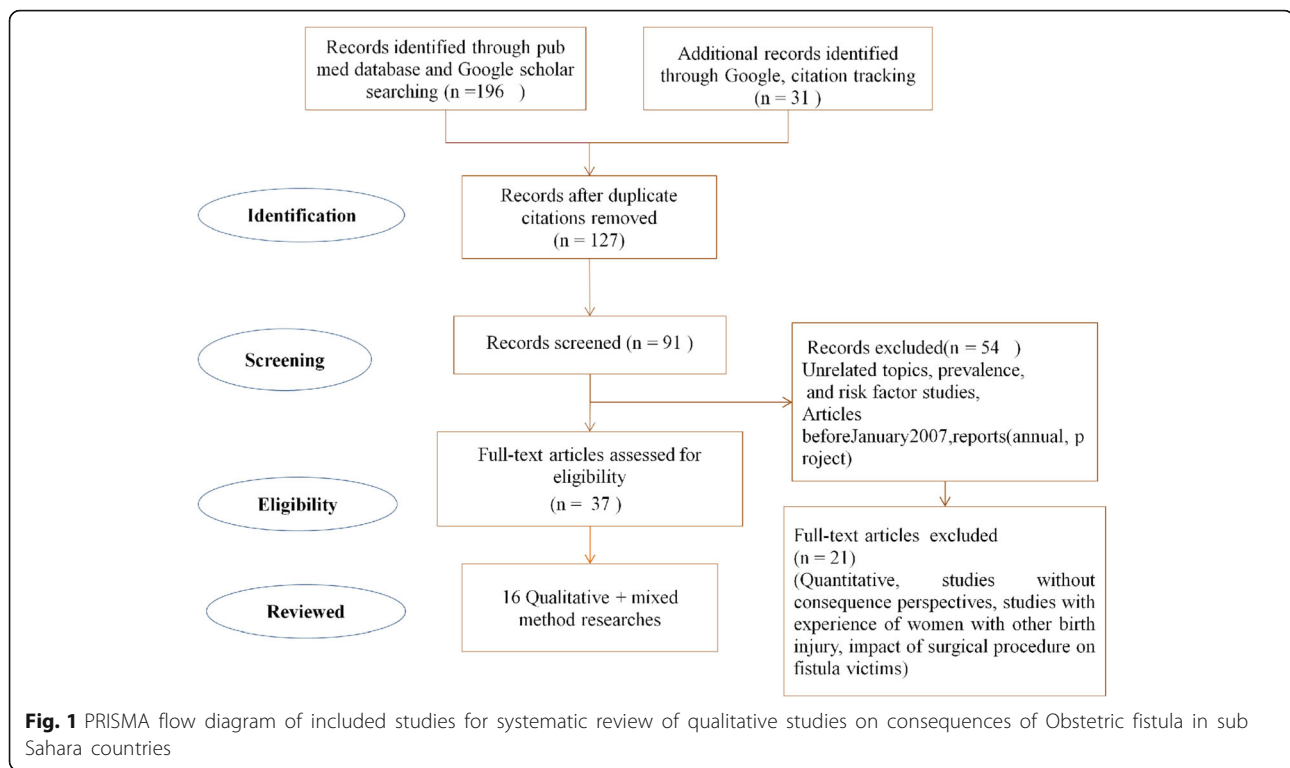 Records identified through pub
med database and Google scholar
searching (n =196 )
Additional records identified
through Google, citation tracking
(n = 31 )
Records after duplicate
citations removed
(n = 127)
Identification
Records screened (n = 91 )
Screening
Records excluded(n = 54 )
Unrelated topics, prevalence,
and risk factor studies,
Articles
beforeJanuary2007,reports(annual, p
roject)
Full-text articles assessed for
eligibility
(n = 37 )
Eligibility
Full-text articles excluded
(n = 21)
(Quantitative, studies without
consequence perspectives, studies with
experience of women with other birth
injury, impact of surgical procedure on
fistula victims)
16 Qualitative + mixed
method researches
Reviewed
Fig. 1 PRISMA flow diagram of included studies for systematic review of qualitative studies on consequences of Obstetric fistula in sub
Sahara countries